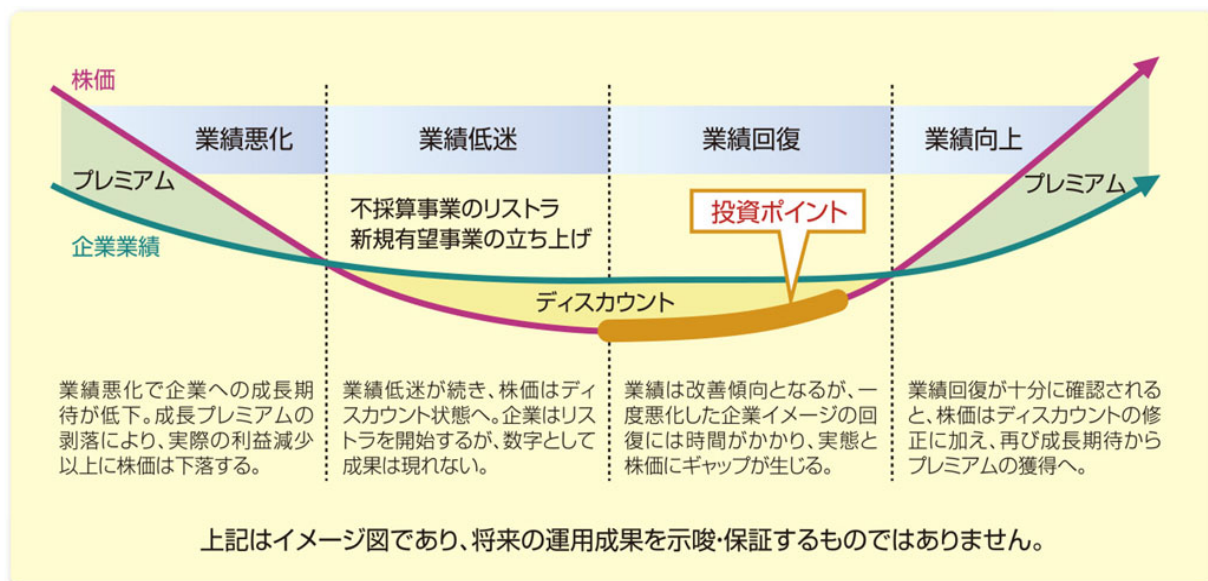 株価
業績悪化
業績低迷
業績回復
業績向上
プレミアム
プレミアム
企業業績
不採算事業のリストラ
新規有望事業の立ち上げ
投資ポイント
ディスカウント
業績悪化で企業への成長期
待が低下。成長プレミアムの
剥落により、実際の利益減少
以上に株価は下落する。
業績低迷が続き、株価はディ
スカウント状態へ。企業はリス
トラを開始するが、数字として
成果は現れない。
業績は改善傾向となるが、一
度悪化した企業イメージの回
復には時間がかかり、実態と
株価にギャップが生じる。
業績回復が十分に確認される
と、株価はディスカウントの修
正に加え、再び成長期待から
プレミアムの獲得へ。
上記はイメージ図であり、将来の運用成果を示唆・保証するものではありません。